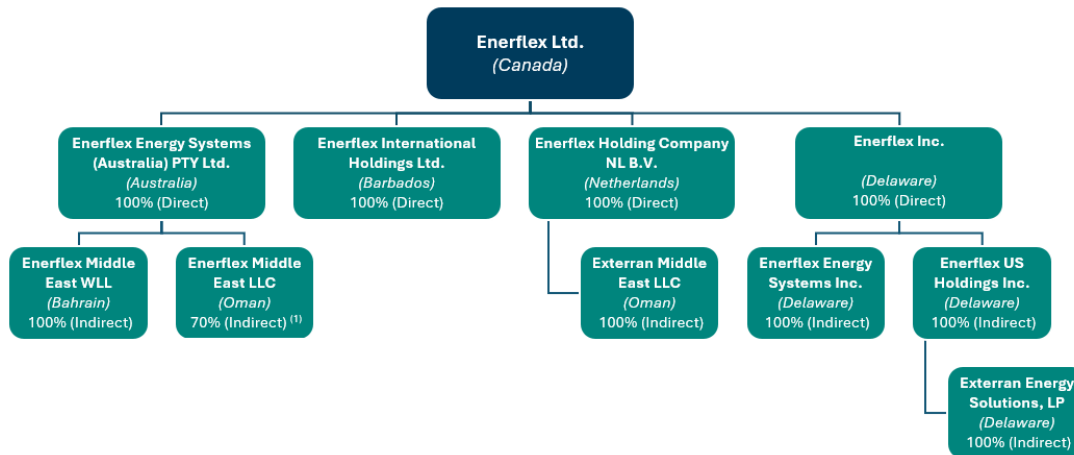 Enerflex Ltd.
(Canada)
Enerflex Energy Systems
(Australia) PTY Ltd.
(Australia)
100% (Direct)
Enerflex International
Holdings Ltd.
(Barbados)
100% (Direct)
Enerflex Holding Company
NL B.V.
(Netherlands)
100% (Direct)
Enerflex Inc.
(Delaware)
100% (Direct)
Enerflex Middle
East WLL
(Bahrain)
100% (Indirect)
Enerflex Middle
East LLC
(Oman)
70% (Indirect) (1)
Exterran Middle
East LLC
(Oman)
100% (Indirect)
Enerflex Energy
Systems Inc.
(Delaware)
100% (Indirect)
Enerflex US
Holdings Inc.
(Delaware)
100% (Indirect)
Exterran Energy
Solutions, LP
(Delaware)
100% (Indirect)